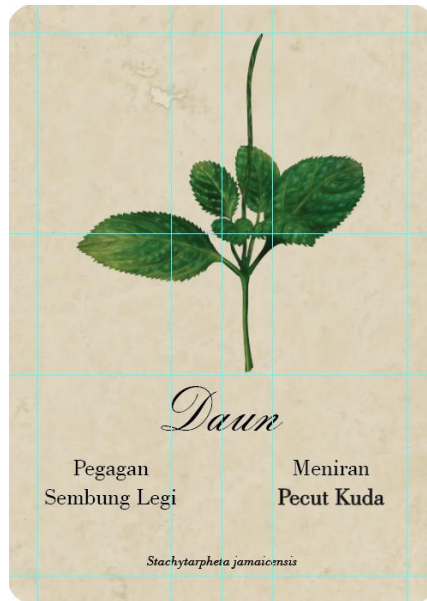 Daun
Pegagan
Sembung Legi
Meniran
Pecut Kuda
Stachytarpheta jamaicensis